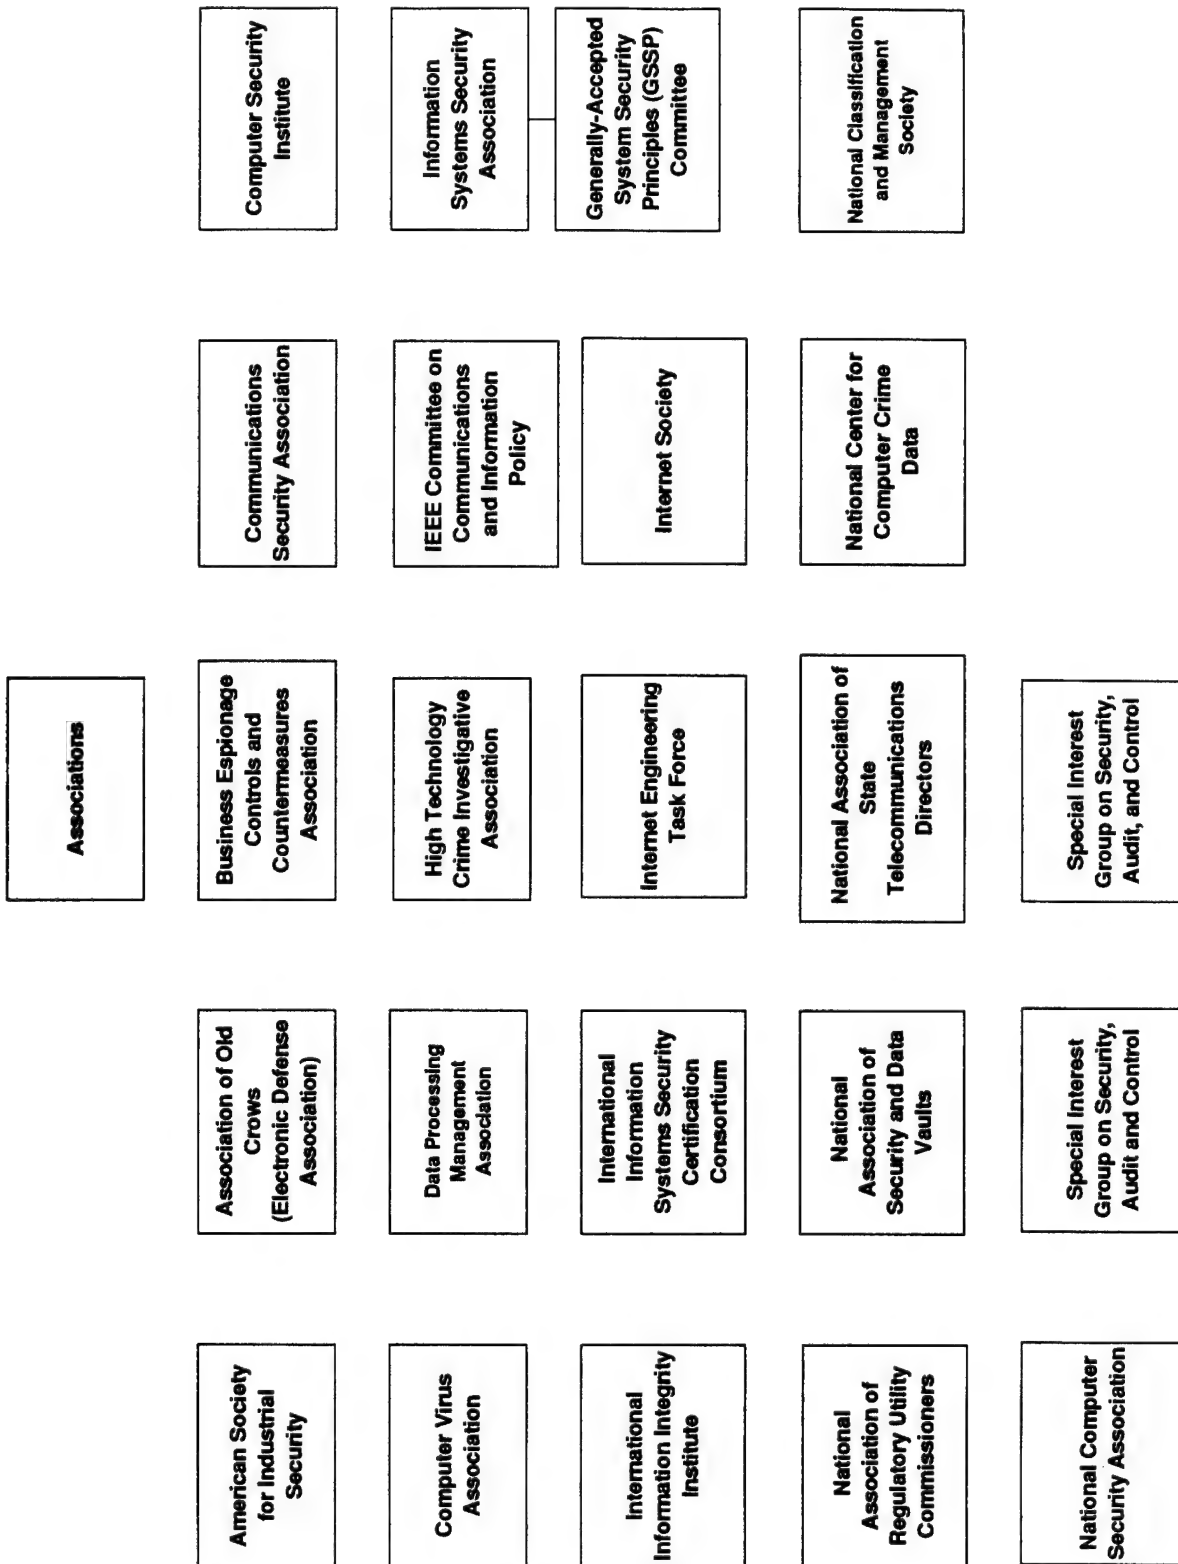 Associations
American Society
for Industrial
Security
Association of Old
Crows
(Electronic Defense
Association)
Business Espionage
Controls and
Countermeasures
Association
Communications
Security Association
Computer Security
Institute
Computer Virus
Association
Data Processing
Management
Association
High Technology
Crime Investigative
Association
IEEE Committee on
Communications
and Information
Policy
Information
Systems Security
Association
International
Information Integrity
Institute
International
Information
Systems Security
Certification
Consortium
Internet Engineering
Task Force
Internet Society
Generally-Accepted
System Security
Principles (GSSP)
Committee
National
Association of
Regulatory Utility
Commissioners
National
Association of
Security and Data
Vaults
National Association of
State
Telecommunications
Directors
National Center for
Computer Crime
Data
National Classification
and Management
Society
National Computer
Security Association
Special Interest
Group on Security,
Audit and Control
Special Interest
Group on Security,
Audit, and Control